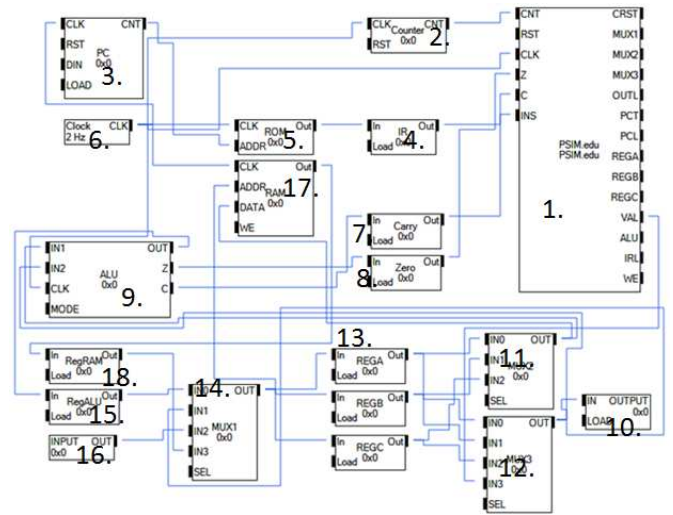 CLK CNT
RST PC
0x0
DIN
LOAD
3.
CLK CNT
Counter
0x0
RST
2.
CNT CRST
RST MUX1
CLK MUX2
Z MUX3
C OUTL
INS PCT
PCL
PSIM.edu
PSIM.edu
REGA
REGB
REGC
1. VAL
ALU
IRL
WE
Clock CLK
2 Hz
6.
CLK Out
ROM
0x0
ADDR
5.
In Out
IR
0x0
Load
4.
CLK Out
17.
ADDR RAM
0x0
DATA
WE
In Out
Carry
0x0
Load
7
In Out
Zero
0x0
Load
8.
IN1 OUT
IN2 Z
ALU
0x0
CLK C
MODE
9.
13.
In Out
RegRAM
0x0
Load
18.
In Out
RegALU
0x0
Load
15.
INPUT OUT
0x0
16.
IN0 OUT
14.
IN1
IN2 MUX1
0x0
IN3
SEL
In Out
REGA
0x0
Load
In Out
REGB
0x0
Load
In Out
REGC
0x0
Load
IN0 OUT
IN1 11.
MUX2
0x0
IN2
SEL
IN0 OUT
IN1
IN2 MUX3
0x0
12.
IN3
SEL
IN OUTPUT
0x0
LOAD
10.